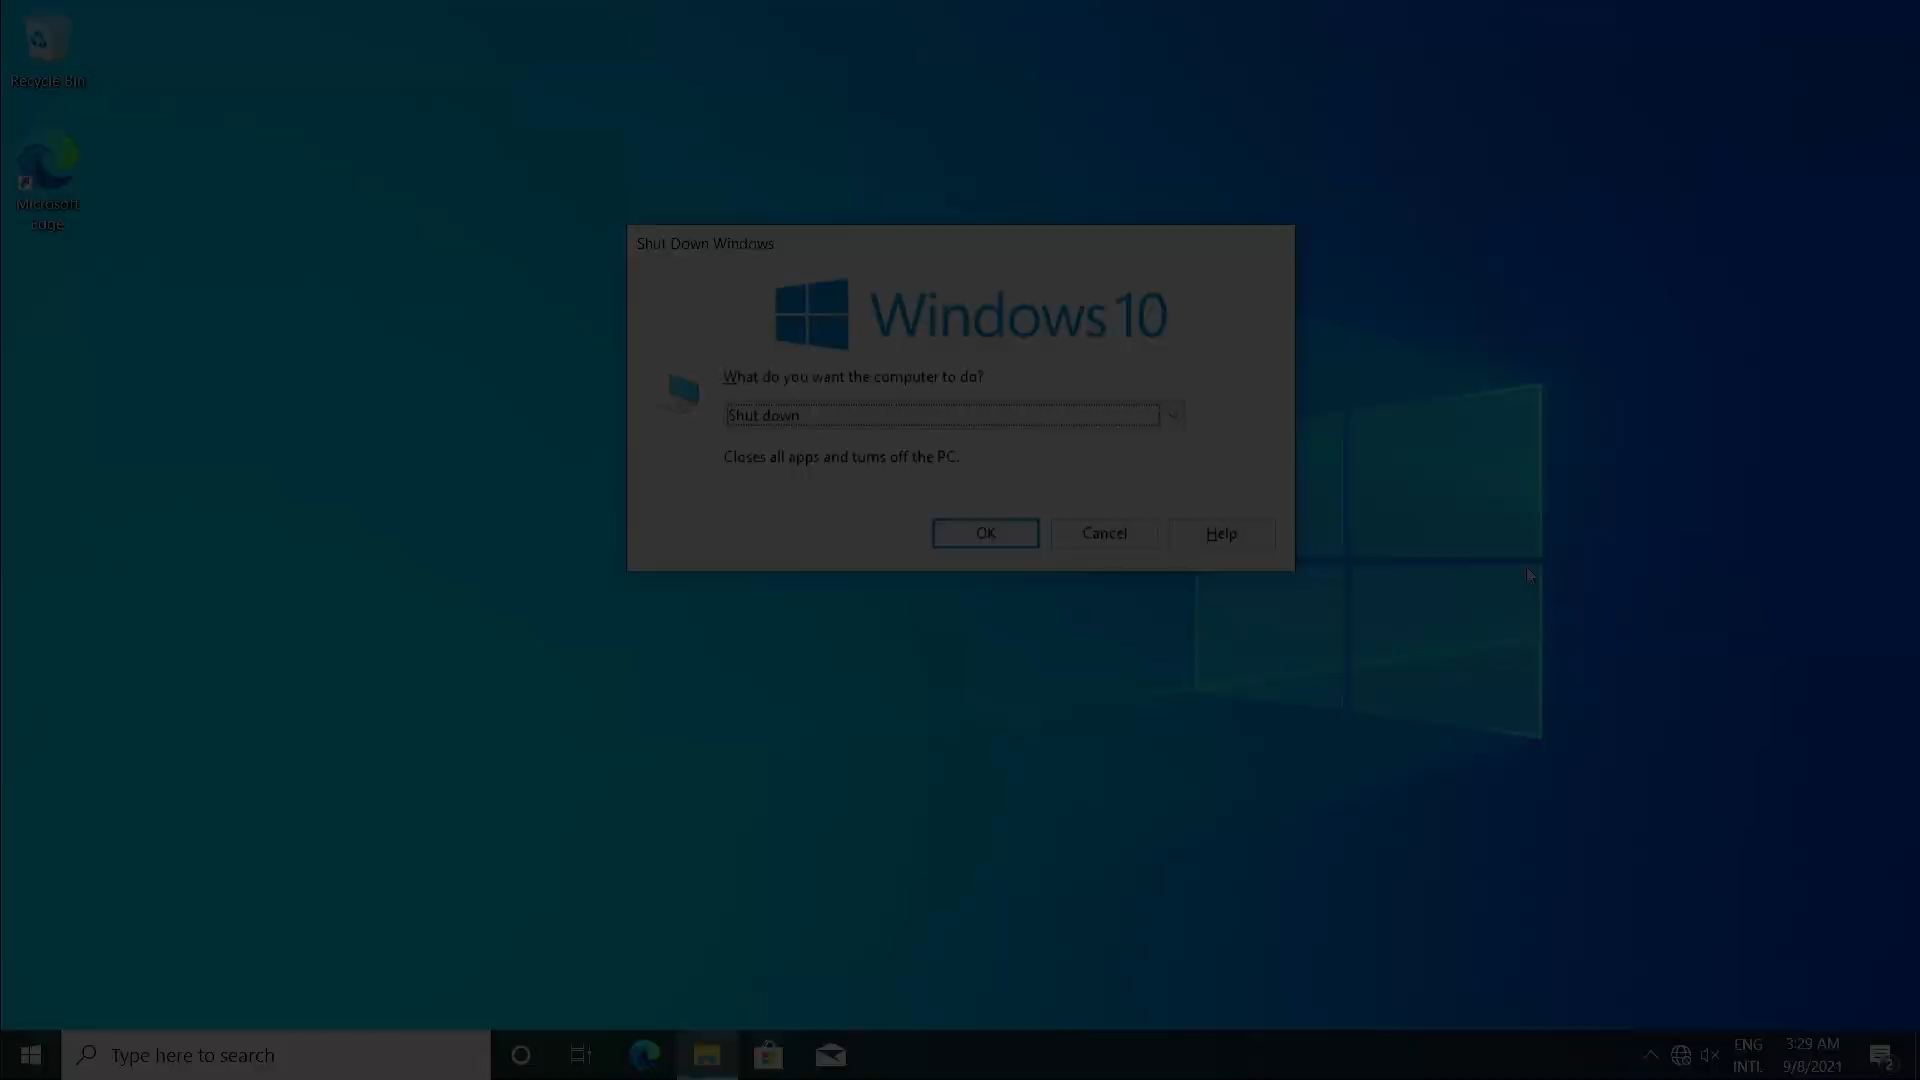 Recycle Bin
Microsoft
Edge
Shut Down Windows
Windows 10
What do you want the computer to do?
Shut down
Closes all apps and turns off the PC.
OK
Cancel
Help
Type here to search
ENG
INTL
3:29 AM
9/8/2021
2